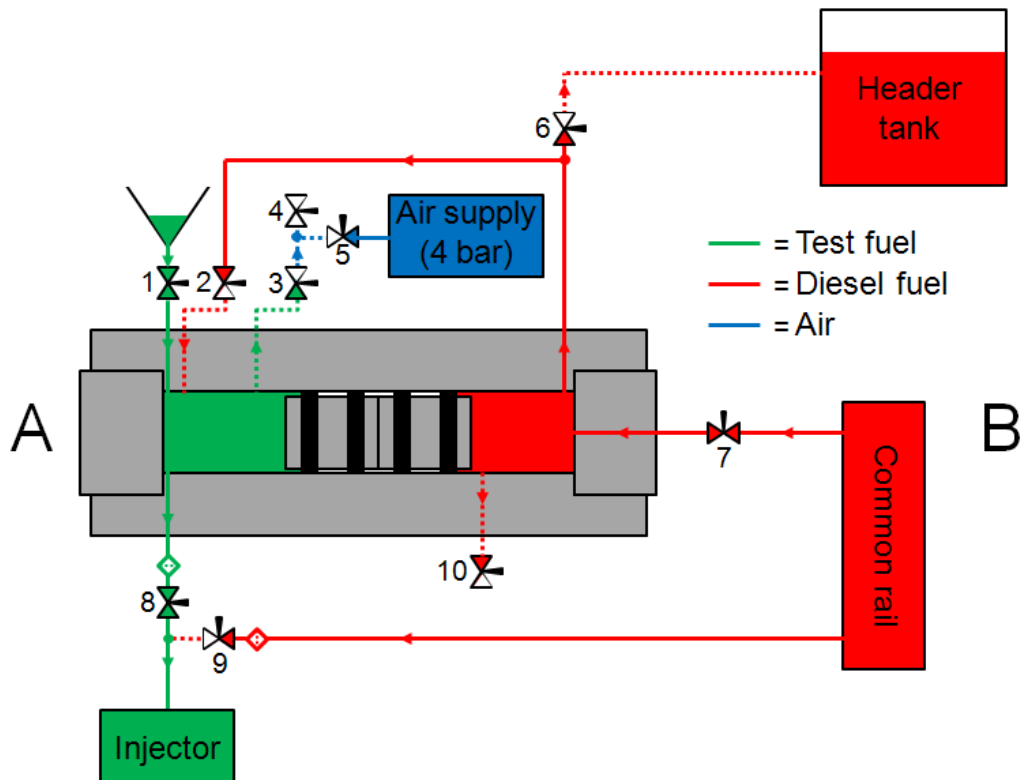 Header
tank
6
4
Air supply
(4 bar)
5
1
2
3
= Test fuel
= Diesel fuel
= Air
A
B
7
Common rail
10
8
9
Injector